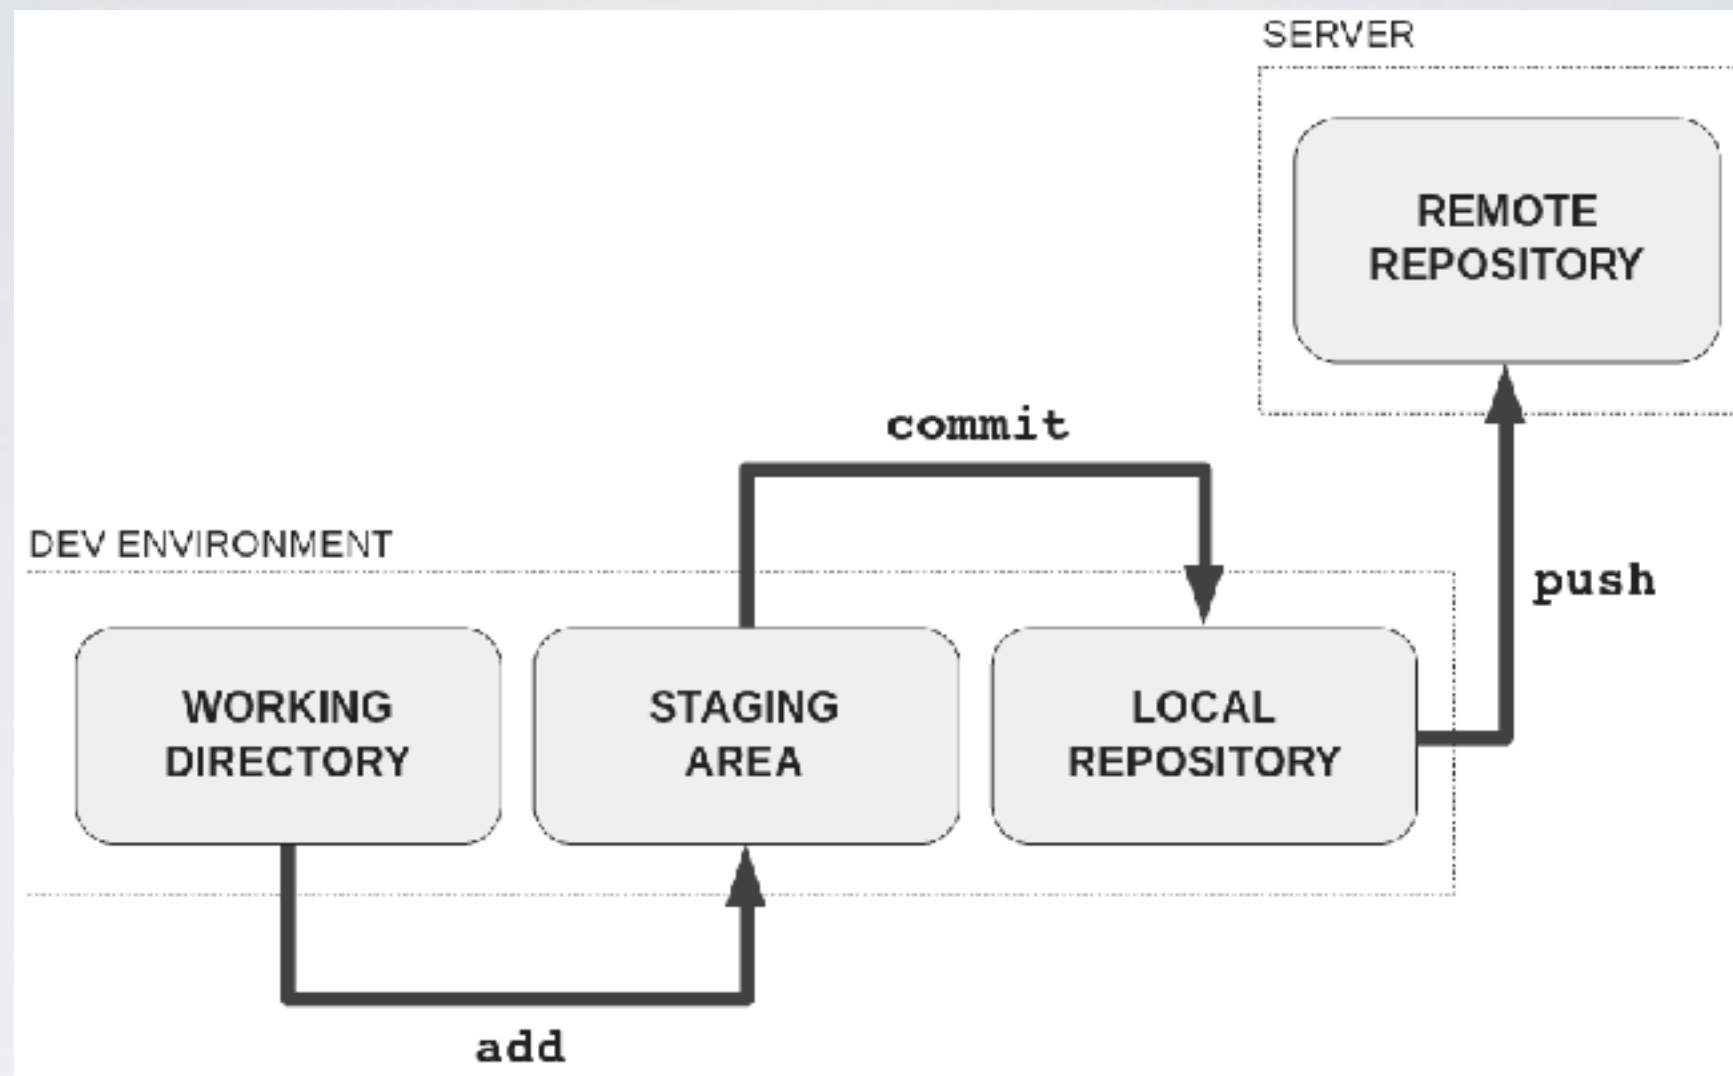 SERVER
REMOTE
REPOSITORY
commit
DEV ENVIRONMENT
push
WORKING
DIRECTORY
STAGING
AREA
LOCAL
REPOSITORY
add